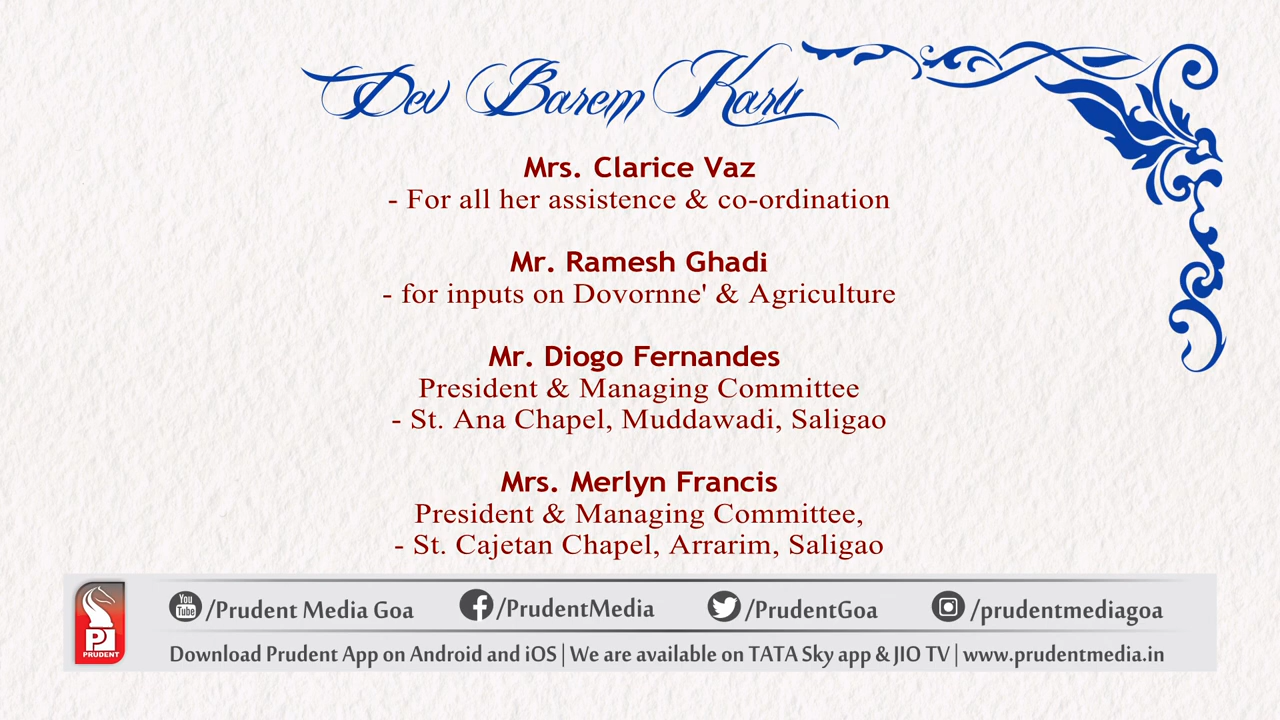 Dev Barem Karu
Mrs. Clarice Vaz
- For all her assistence & co-ordination
Mr. Ramesh Ghadi
- for inputs on Dovornne' & Agriculture
Mr. Diogo Fernandes
President & Managing Committee
- St. Ana Chapel, Muddawadi, Saligao
Mrs. Merlyn Francis
President & Managing Committee,
- St. Cajetan Chapel, Arrarim, Saligao
You Tube /Prudent Media Goa /PrudentMedia /PrudentGoa /prudentmediagoa
PRUDENT
Download Prudent App on Android and iOS | We are available on TATA Sky app & JIO TV | www.prudentmedia.in